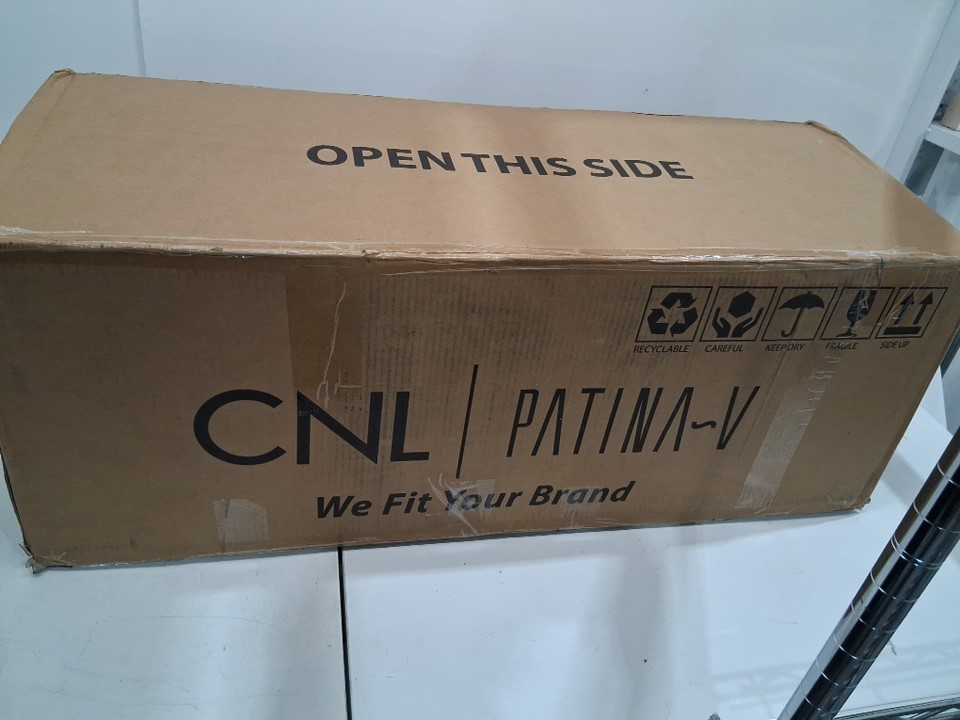 OPEN THIS SIDE
RECYCLABLE CAREFUL KEEP DRY FRAGILE SIDE UP
CNL | PATINA~V
We Fit Your Brand